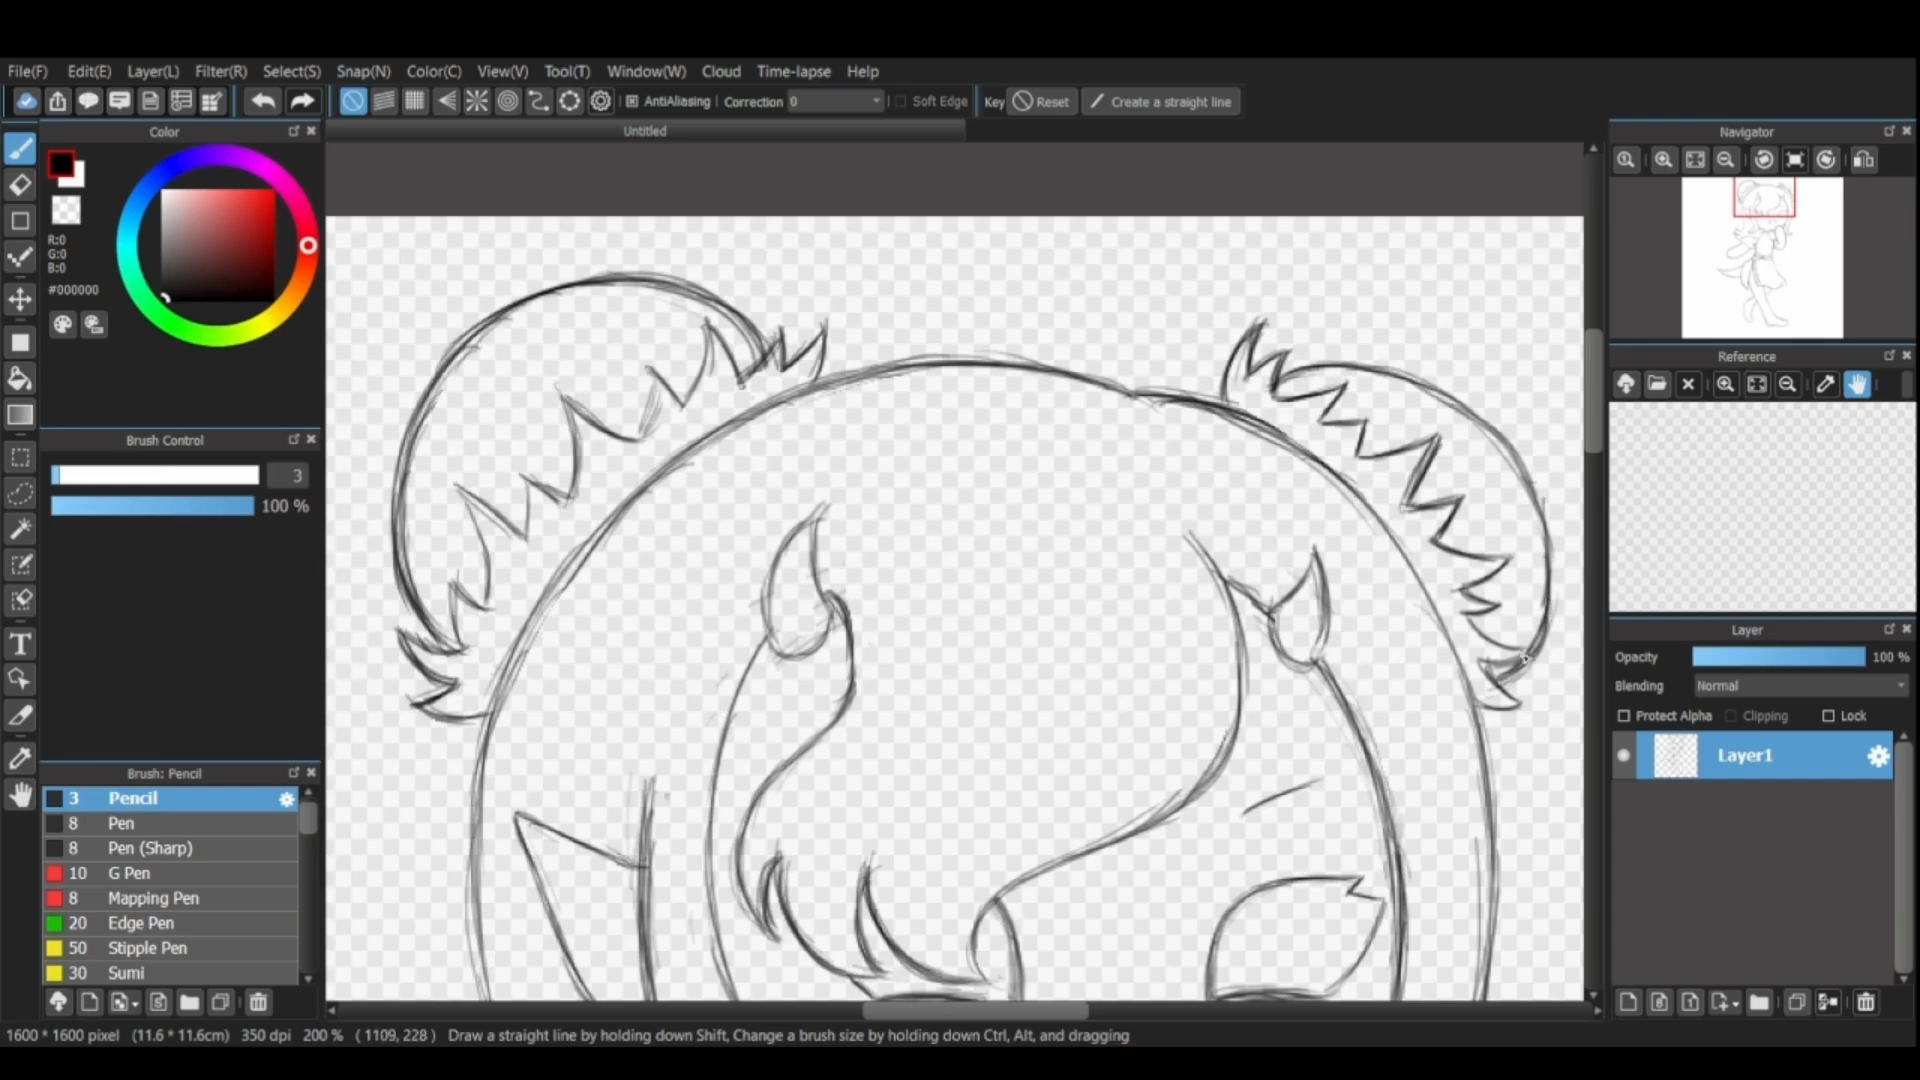 File(F) Edit(E) Layer(L) Filter(R) Select(S) Snap(N) Color(C) View(V) Tool(T) Window(W) Cloud Time-lapse Help
AntiAliasing Correction 0 Soft Edge Key Reset Create a straight line
Color
Untitled
Navigator
R:0
G:0
B:0
#000000
Reference
Brush Control
3
100 %
Layer
Opacity 100 %
Blending Normal
Protect Alpha Clipping Lock
Layer1
Brush: Pencil
3 Pencil
8 Pen
8 Pen (Sharp)
10 G Pen
8 Mapping Pen
20 Edge Pen
50 Stipple Pen
30 Sumi
1600 * 1600 pixel (11.6 * 11.6cm) 350 dpi 200 % ( 1109, 228 ) Draw a straight line by holding down Shift, Change a brush size by holding down Ctrl, Alt, and dragging